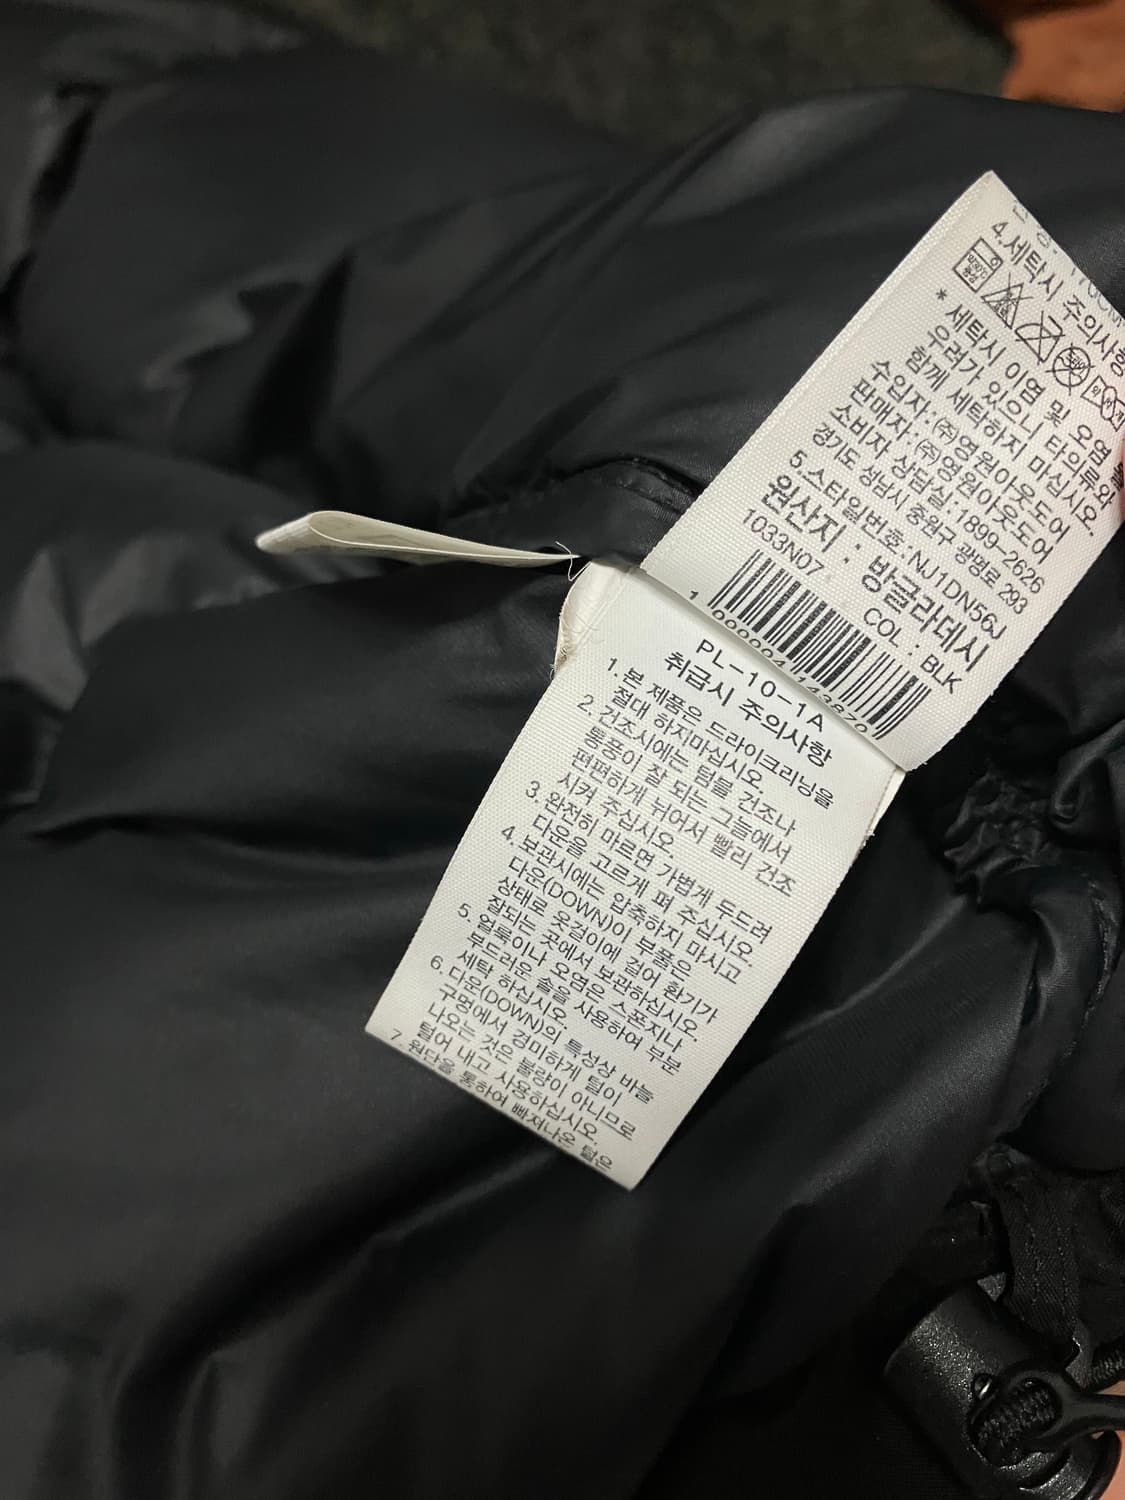 4.세탁시 주의사항
약30℃
중성
* 세탁시 이염 및 오염
우려가 있으니 타의류와
함께 세탁하지 마십시오.
수입자:㈜영원아웃도어
판매자:㈜영원아웃도어
소비자 상담실:1899-2626
경기도 성남시 중원구 광명로 293
5.스타일번호:NJ1DN56J
원산지 : 방글라데시
1033N07 COL : BLK
PL-10-1A
취급시 주의사항
1. 본 제품은 드라이크리닝을
절대 하지마십시오.
2. 건조시에는 텀블 건조나
통풍이 잘 되는 그늘에서
편편하게 뉘어서 빨리 건조
시켜 주십시오.
3. 완전히 마르면 가볍게 두드려
다운을 고르게 펴 주십시오.
4. 보관시에는 압축하지 마시고
다운(DOWN)이 부품은
상태로 옷걸이에 걸어 환기가
잘되는 곳에서 보관하십시오.
5. 얼룩이나 오염은 스폰지나
부드러운 솔을 사용하여 부분
세탁 하십시오.
6. 다운(DOWN)의 특성상 바늘
구멍에서 경미하게 털이
나오는 것은 불량이 아니므로
털어 내고 사용하십시오.
7. 원단을 통하여 빠져나온 털은